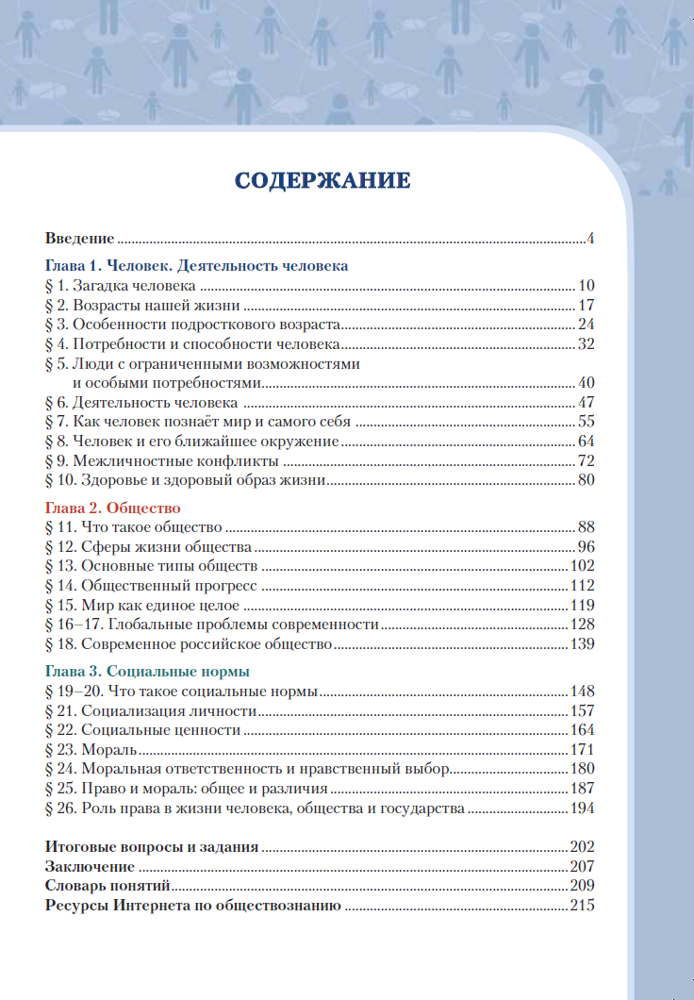 СОДЕРЖАНИЕ
Введение ........ 4
Глава 1. Человек. Деятельность человека
§ 1. Загадка человека ........ 10
§ 2. Возрасты нашей жизни ........ 17
§ 3. Особенности подросткового возраста ........ 24
§ 4. Потребности и способности человека ........ 32
§ 5. Люди с ограниченными возможностями
и особыми потребностями ........ 40
§ 6. Деятельность человека ........ 47
§ 7. Как человек познаёт мир и самого себя ........ 55
§ 8. Человек и его ближайшее окружение ........ 64
§ 9. Межличностные конфликты ........ 72
§ 10. Здоровье и здоровый образ жизни ........ 80
Глава 2. Общество
§ 11. Что такое общество ........ 88
§ 12. Сферы жизни общества ........ 96
§ 13. Основные типы обществ ........ 102
§ 14. Общественный прогресс ........ 112
§ 15. Мир как единое целое ........ 119
§ 16–17. Глобальные проблемы современности ........ 128
§ 18. Современное российское общество ........ 139
Глава 3. Социальные нормы
§ 19–20. Что такое социальные нормы ........ 148
§ 21. Социализация личности ........ 157
§ 22. Социальные ценности ........ 164
§ 23. Мораль ........ 171
§ 24. Моральная ответственность и нравственный выбор ........ 180
§ 25. Право и мораль: общее и различия ........ 187
§ 26. Роль права в жизни человека, общества и государства ........ 194
Итоговые вопросы и задания ........ 202
Заключение ........ 207
Словарь понятий ........ 209
Ресурсы Интернета по обществознанию ........ 215